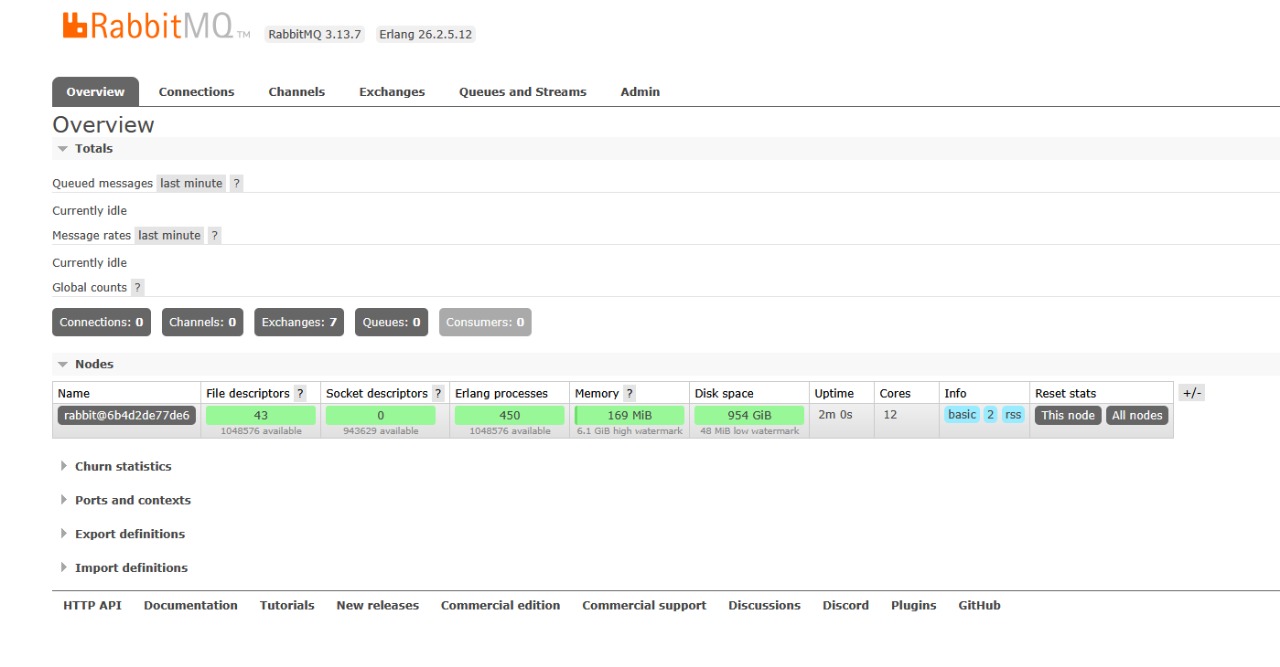 RabbitMQ TM RabbitMQ 3.13.7 Erlang 26.2.5.12
Overview Connections Channels Exchanges Queues and Streams Admin
Overview
Totals
Queued messages last minute ?
Currently idle
Message rates last minute ?
Currently idle
Global counts ?
Connections: 0 Channels: 0 Exchanges: 7 Queues: 0 Consumers: 0
Nodes
Name File descriptors ? Socket descriptors ? Erlang processes Memory ? Disk space Uptime Cores Info Reset stats +/-
rabbit@6b4d2de77de6 43 0 450 169 MiB 954 GiB 2m 0s 12 basic 2 rss This node All nodes
1048576 available 943629 available 1048576 available 6.1 GiB high watermark 48 MiB low watermark
Churn statistics
Ports and contexts
Export definitions
Import definitions
HTTP API Documentation Tutorials New releases Commercial edition Commercial support Discussions Discord Plugins GitHub